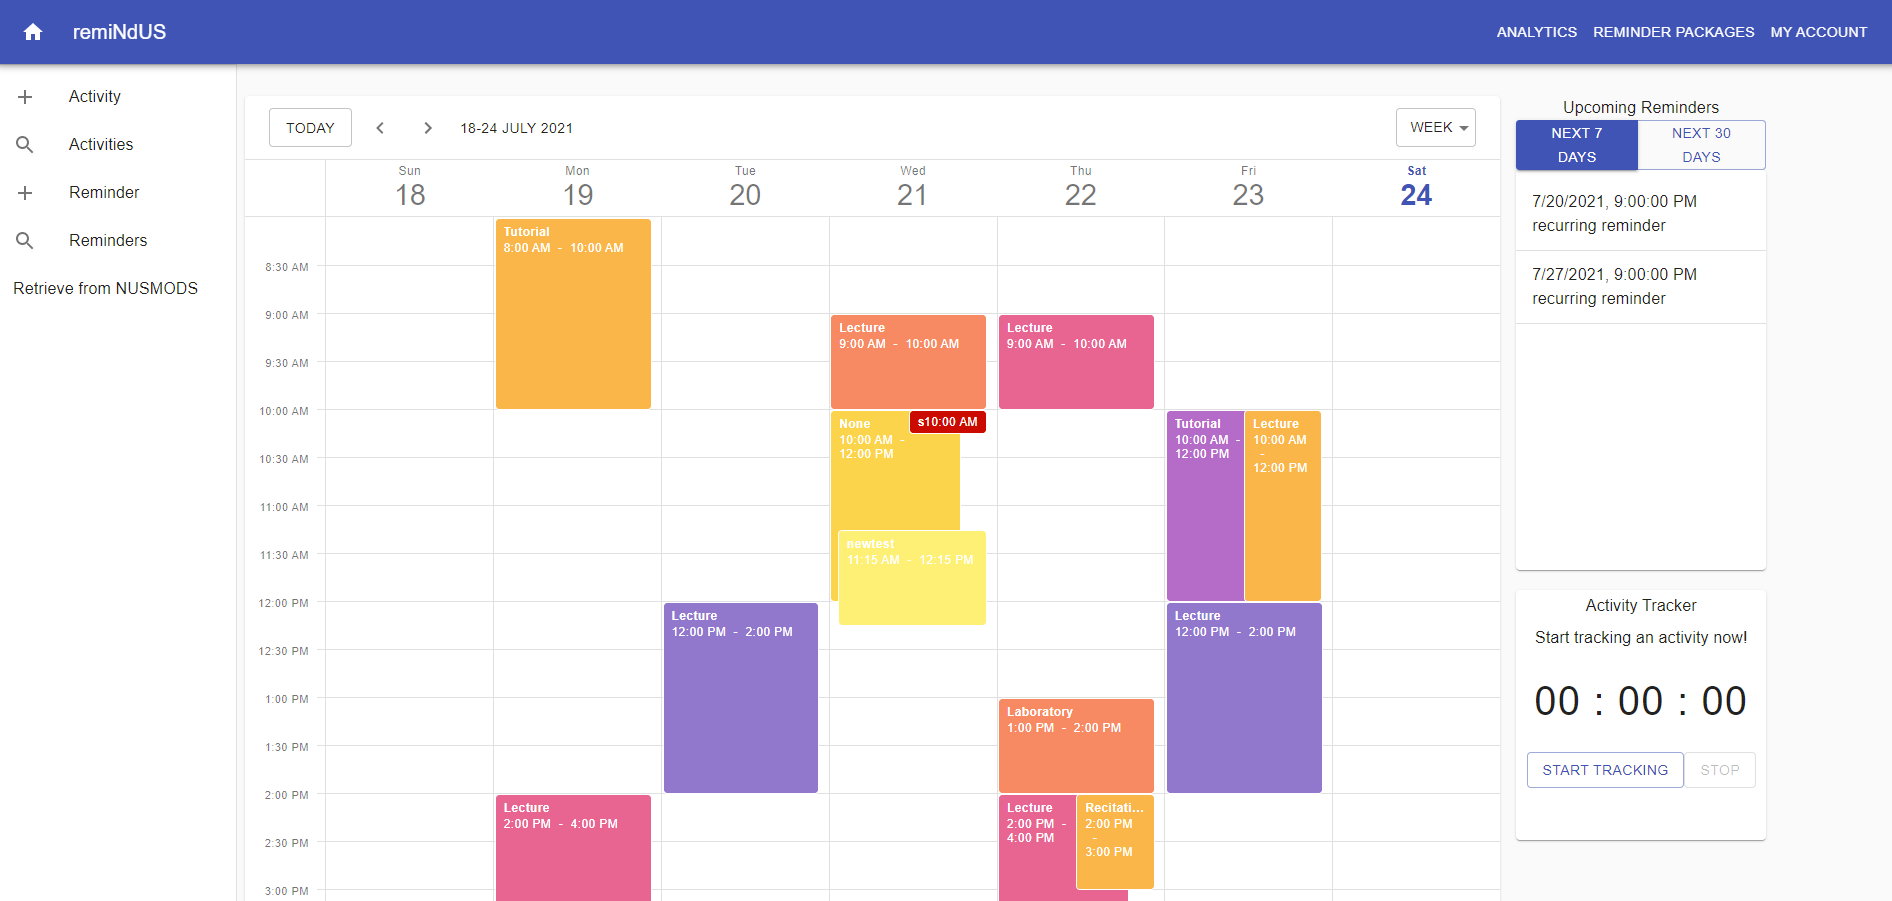 remiNdUS
ANALYTICS
REMINDER PACKAGES
MY ACCOUNT
Activity
Activities
Reminder
Reminders
Retrieve from NUSMODS
TODAY
18-24 JULY 2021
WEEK
Sun
18
Mon
19
Tue
20
Wed
21
Thu
22
Fri
23
Sat
24
8:30 AM
9:00 AM
9:30 AM
10:00 AM
10:30 AM
11:00 AM
11:30 AM
12:00 PM
12:30 PM
1:00 PM
1:30 PM
2:00 PM
2:30 PM
3:00 PM
Tutorial
8:00 AM - 10:00 AM
Lecture
2:00 PM - 4:00 PM
Lecture
12:00 PM - 2:00 PM
Lecture
9:00 AM - 10:00 AM
None
10:00 AM -
12:00 PM
s10:00 AM
newtest
11:15 AM - 12:15 PM
Lecture
9:00 AM - 10:00 AM
Laboratory
1:00 PM - 2:00 PM
Lecture
2:00 PM -
4:00 PM
Recitati...
2:00 PM
-
3:00 PM
Tutorial
10:00 AM -
12:00 PM
Lecture
10:00 AM
-
12:00 PM
Lecture
12:00 PM - 2:00 PM
Upcoming Reminders
NEXT 7
DAYS
NEXT 30
DAYS
7/20/2021, 9:00:00 PM
recurring reminder
7/27/2021, 9:00:00 PM
recurring reminder
Activity Tracker
Start tracking an activity now!
00 : 00 : 00
START TRACKING
STOP